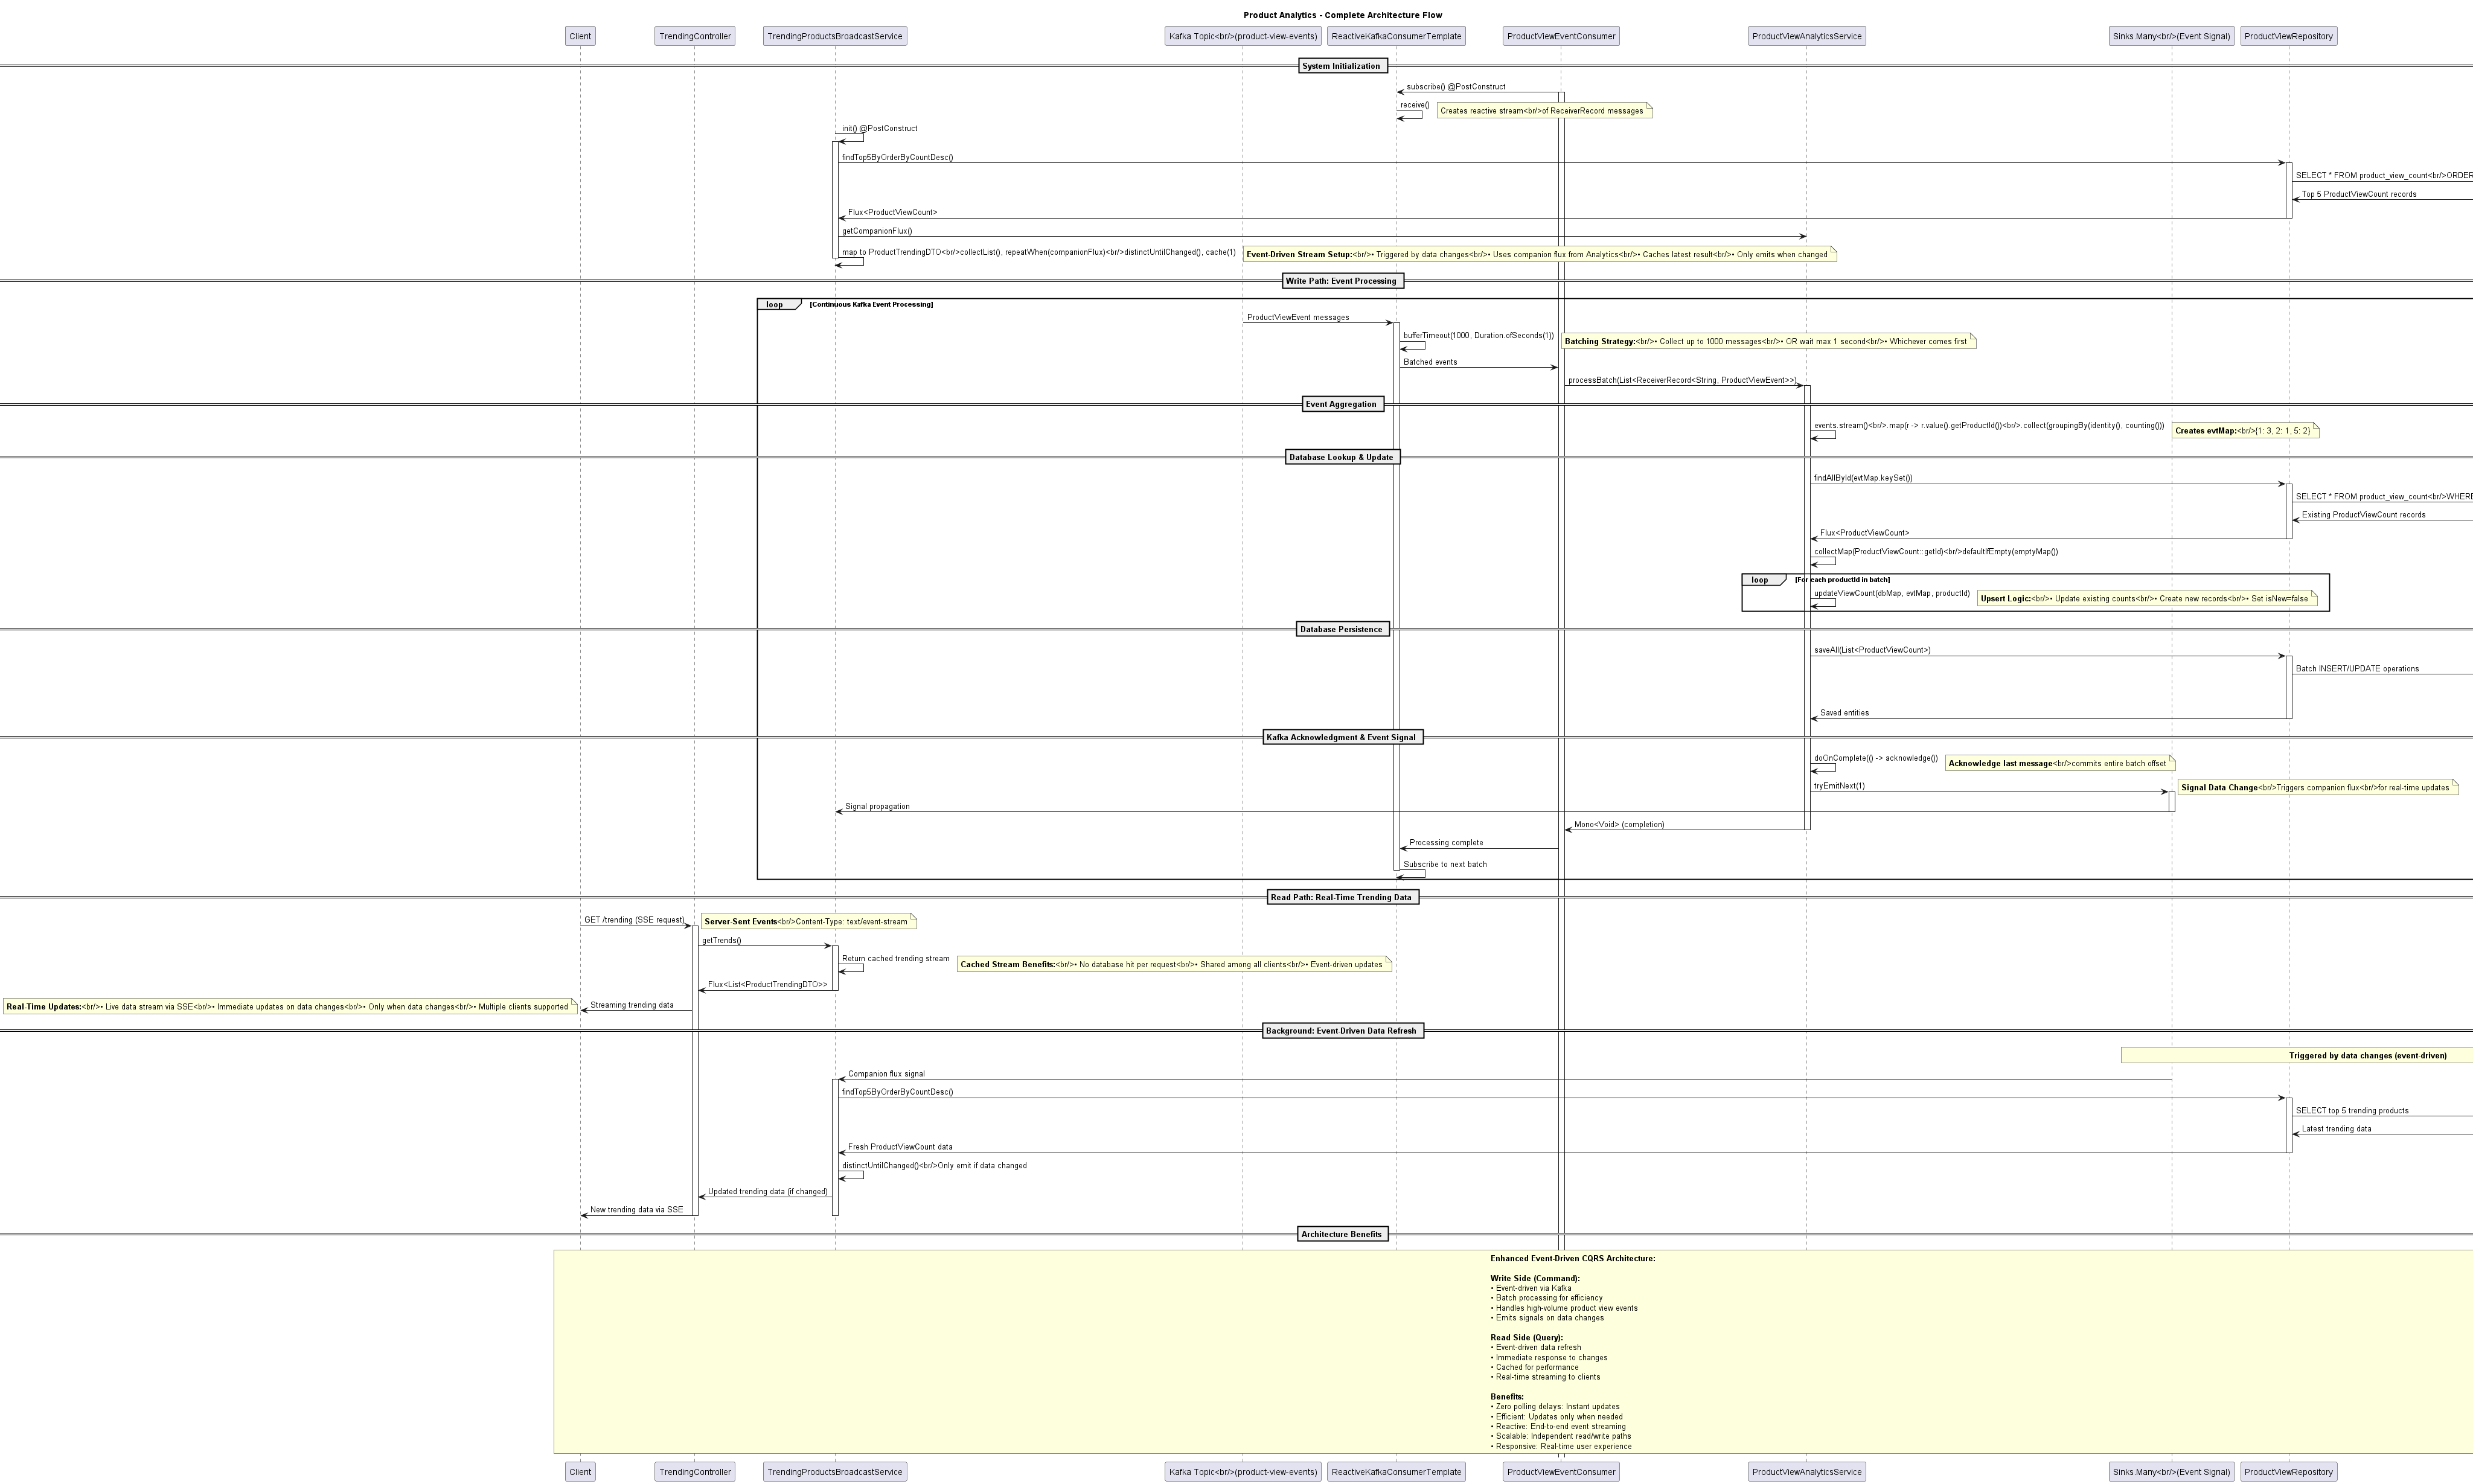 Product Analytics - Complete Architecture Flow
Client
TrendingController
TrendingProductsBroadcastService
Kafka Topic<br/>(product-view-events)
ReactiveKafkaConsumerTemplate
ProductViewEventConsumer
ProductViewAnalyticsService
Sinks.Many<br/>(Event Signal)
ProductViewRepository
System Initialization
subscribe() @PostConstruct
receive()
Creates reactive stream<br/>of ReceiverRecord messages
init() @PostConstruct
findTop5ByOrderByCountDesc()
SELECT * FROM product_view_count<br/>ORDER
Top 5 ProductViewCount records
Flux<ProductViewCount>
getCompanionFlux()
map to ProductTrendingDTO<br/>collectList(), repeatWhen(companionFlux)<br/>distinctUntilChanged(), cache(1)
Event-Driven Stream Setup:<br/>• Triggered by data changes<br/>• Uses companion flux from Analytics<br/>• Caches latest result<br/>• Only emits when changed
Write Path: Event Processing
loop
[Continuous Kafka Event Processing]
ProductViewEvent messages
bufferTimeout(1000, Duration.ofSeconds(1))
Batching Strategy:<br/>• Collect up to 1000 messages<br/>• OR wait max 1 second<br/>• Whichever comes first
Batched events
processBatch(List<ReceiverRecord<String, ProductViewEvent>>)
Event Aggregation
events.stream()<br/>.map(r -> r.value().getProductId())<br/>.collect(groupingBy(identity(), counting()))
Creates evtMap:<br/>{1: 3, 2: 1, 5: 2}
Database Lookup & Update
findAllById(evtMap.keySet())
SELECT * FROM product_view_count<br/>WHERE
Existing ProductViewCount records
Flux<ProductViewCount>
collectMap(ProductViewCount::getId)<br/>defaultIfEmpty(emptyMap())
loop
[For each productId in batch]
updateViewCount(dbMap, evtMap, productId)
Upsert Logic:<br/>• Update existing counts<br/>• Create new records<br/>• Set isNew=false
Database Persistence
saveAll(List<ProductViewCount>)
Batch INSERT/UPDATE operations
Saved entities
Kafka Acknowledgment & Event Signal
doOnComplete(() -> acknowledge())
Acknowledge last message<br/>commits entire batch offset
tryEmitNext(1)
Signal Data Change<br/>Triggers companion flux<br/>for real-time updates
Signal propagation
Mono<Void> (completion)
Processing complete
Subscribe to next batch
Read Path: Real-Time Trending Data
GET /trending (SSE request)
Server-Sent Events<br/>Content-Type: text/event-stream
getTrends()
Return cached trending stream
Cached Stream Benefits:<br/>• No database hit per request<br/>• Shared among all clients<br/>• Event-driven updates
Flux<List<ProductTrendingDTO>>
Streaming trending data
Real-Time Updates:<br/>• Live data stream via SSE<br/>• Immediate updates on data changes<br/>• Only when data changes<br/>• Multiple clients supported
Background: Event-Driven Data Refresh
Triggered by data changes (event-driven)
Companion flux signal
findTop5ByOrderByCountDesc()
SELECT top 5 trending products
Latest trending data
Fresh ProductViewCount data
distinctUntilChanged()<br/>Only emit if data changed
Updated trending data (if changed)
New trending data via SSE
Architecture Benefits
Enhanced Event-Driven CQRS Architecture:
Write Side (Command):
• Event-driven via Kafka
• Batch processing for efficiency
• Handles high-volume product view events
• Emits signals on data changes
Read Side (Query):
• Event-driven data refresh
• Immediate response to changes
• Cached for performance
• Real-time streaming to clients
Benefits:
• Zero polling delays: Instant updates
• Efficient: Updates only when needed
• Reactive: End-to-end event streaming
• Scalable: Independent read/write paths
• Responsive: Real-time user experience
Client
TrendingController
TrendingProductsBroadcastService
Kafka Topic<br/>(product-view-events)
ReactiveKafkaConsumerTemplate
ProductViewEventConsumer
ProductViewAnalyticsService
Sinks.Many<br/>(Event Signal)
ProductViewRepository